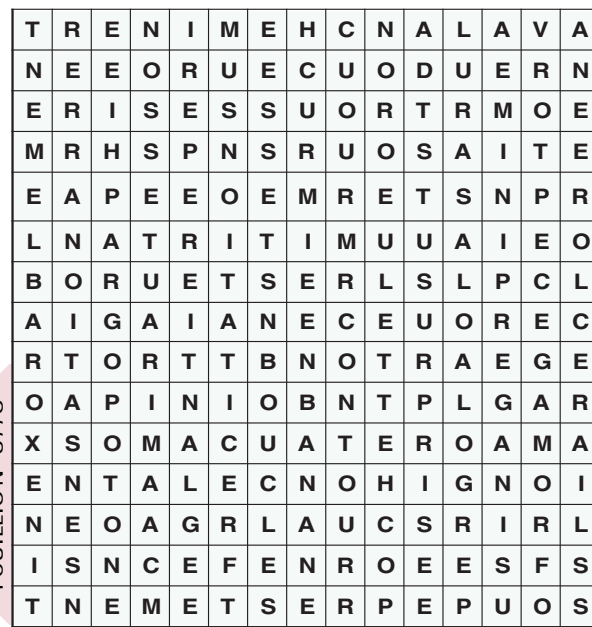 T R E N I M E H C N A L A V A
N E E O R U E C U O D U E R N
E R I S E S S U O R T R M O E
M R H S P N S R U O S A I T E
E A P E E O E M R E T S N P R
L N A T R I T I M U U A I E O
B O R U E T S E R L S L P C L
A I G A I A N E C E U O R E C
R T O R T T B N O T R A E G E
O A P I N I O B N T P L G A R
X S O M A C U A T E R O A M A
E N T A L E C N O H I G N O I
N E O A G R L A U C S R I R L
I S N C E F E N R O E E S F S
T N E M E T S E R P E P U O S